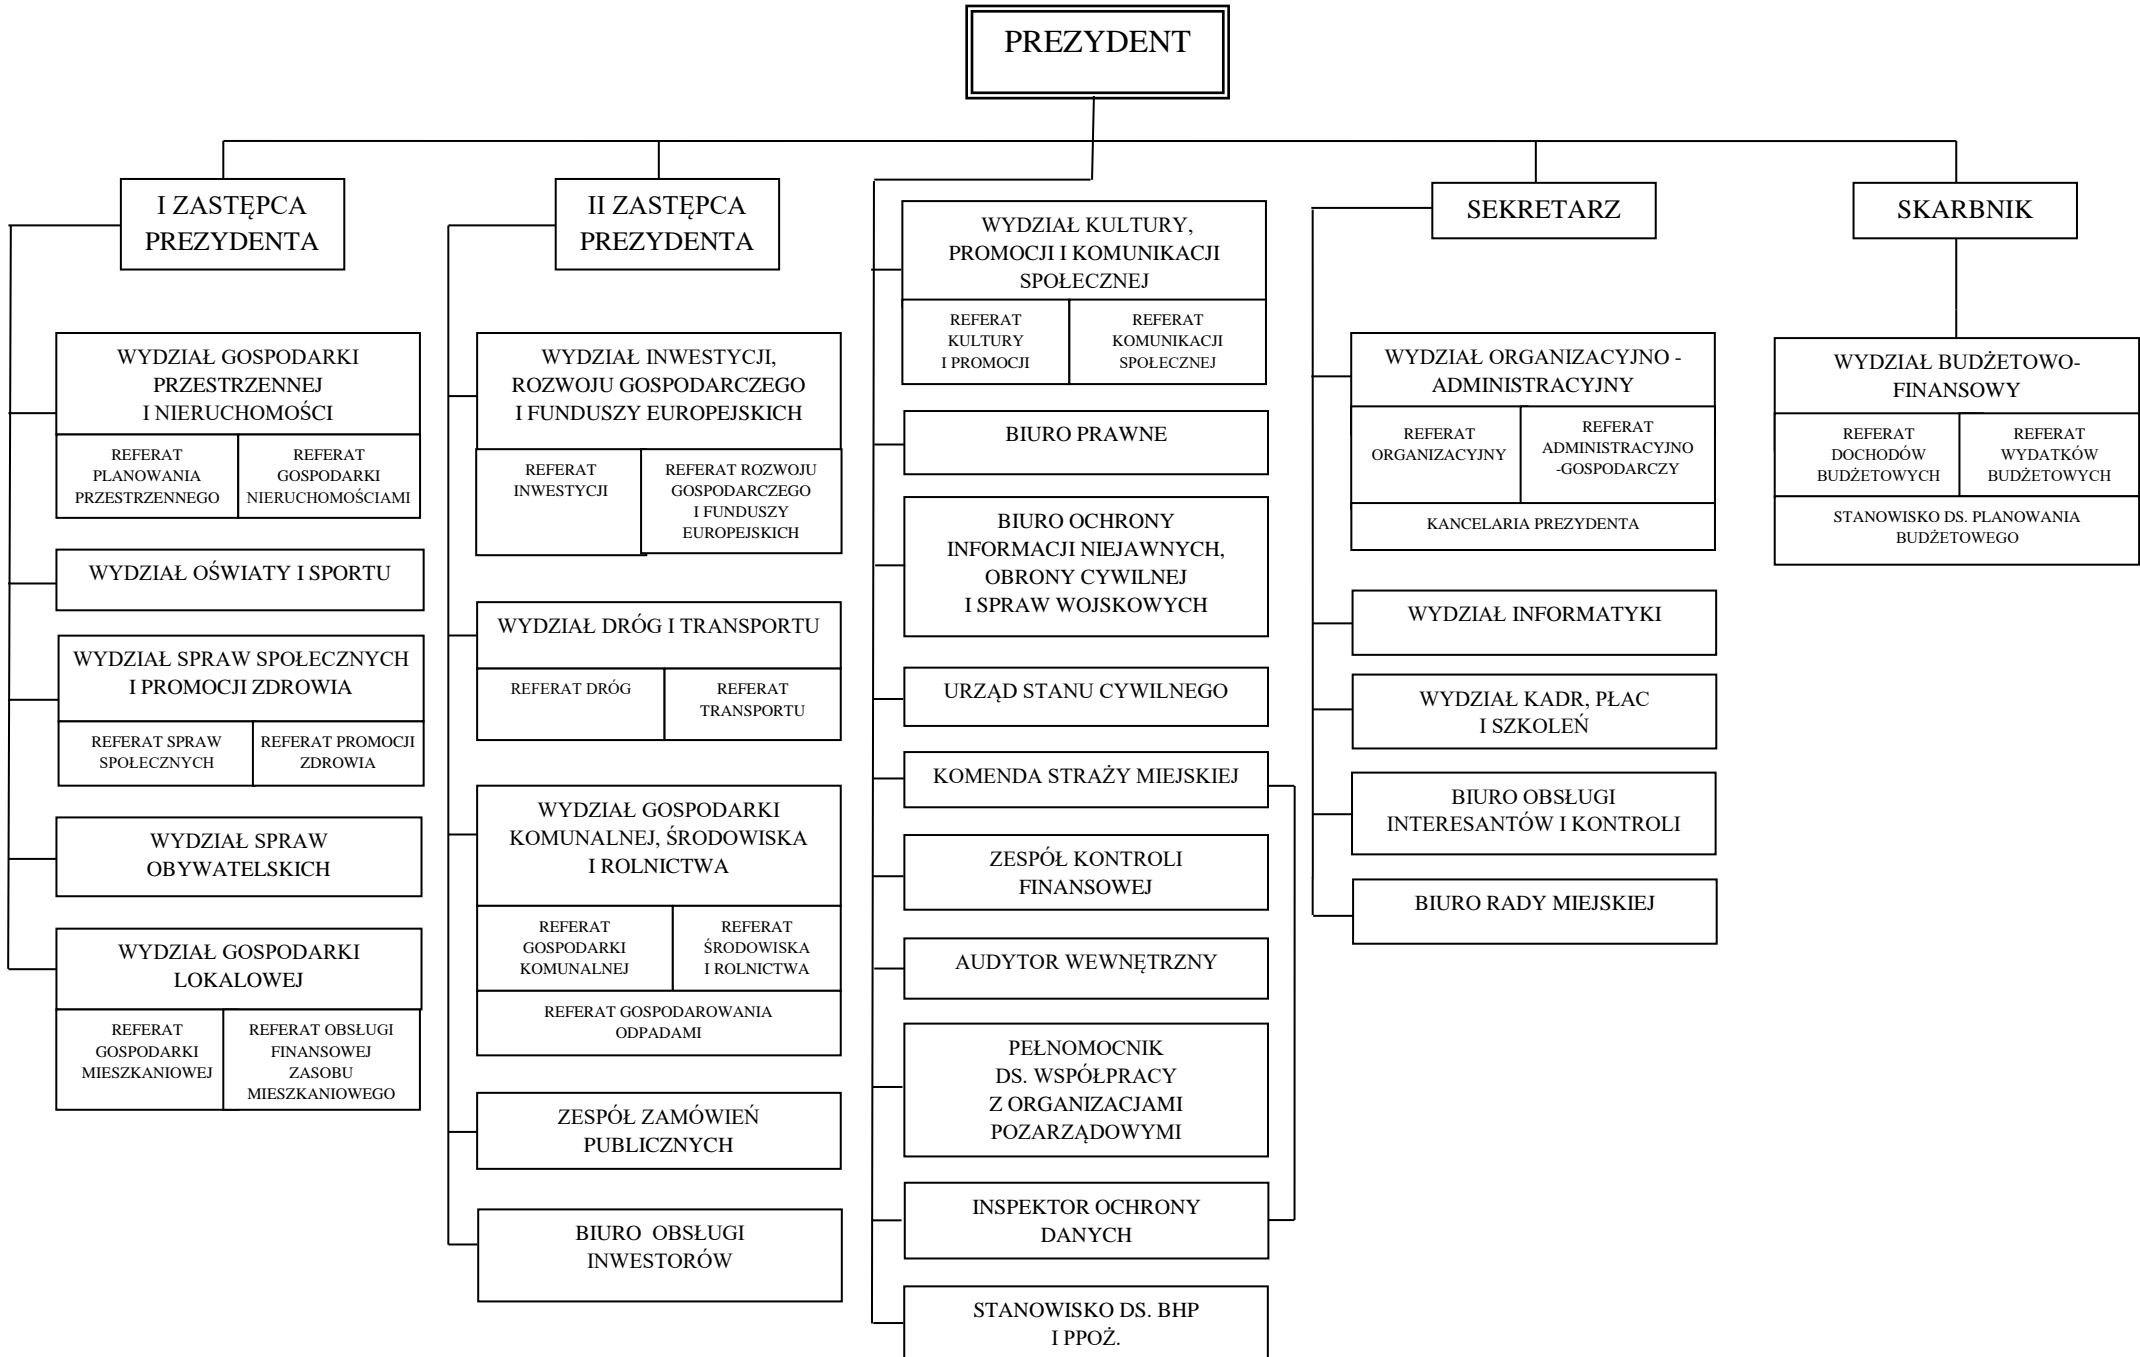 PREZYDENT
I ZASTĘPCA
PREZYDENTA
WYDZIAŁ GOSPODARKI
PRZESTRZENNEJ
I NIERUCHOMOŚCI
REFERAT
PLANOWANIA
PRZESTRZENNEGO
REFERAT
GOSPODARKI
NIERUCHOMOŚCIAMI
WYDZIAŁ OŚWIATY I SPORTU
WYDZIAŁ SPRAW SPOŁECZNYCH
I PROMOCJI ZDROWIA
REFERAT SPRAW
SPOŁECZNYCH
REFERAT PROMOCJI
ZDROWIA
WYDZIAŁ SPRAW
OBYWATELSKICH
WYDZIAŁ GOSPODARKI
LOKALOWEJ
REFERAT
GOSPODARKI
MIESZKANIOWEJ
REFERAT OBSŁUGI
FINANSOWEJ
ZASOBU
MIESZKANIOWEGO
II ZASTĘPCA
PREZYDENTA
WYDZIAŁ INWESTYCJI,
ROZWOJU GOSPODARCZEGO
I FUNDUSZY EUROPEJSKICH
REFERAT
INWESTYCJI
REFERAT ROZWOJU
GOSPODARCZEGO
I FUNDUSZY
EUROPEJSKICH
WYDZIAŁ DRÓG I TRANSPORTU
REFERAT DRÓG
REFERAT
TRANSPORTU
WYDZIAŁ GOSPODARKI
KOMUNALNEJ, ŚRODOWISKA
I ROLNICTWA
REFERAT
GOSPODARKI
KOMUNALNEJ
REFERAT
ŚRODOWISKA
I ROLNICTWA
REFERAT GOSPODAROWANIA
ODPADAMI
ZESPÓŁ ZAMÓWIEŃ
PUBLICZNYCH
BIURO OBSŁUGI
INWESTORÓW
WYDZIAŁ KULTURY,
PROMOCJI I KOMUNIKACJI
SPOŁECZNEJ
REFERAT
KULTURY
I PROMOCJI
REFERAT
KOMUNIKACJI
SPOŁECZNEJ
BIURO PRAWNE
BIURO OCHRONY
INFORMACJI NIEJAWNYCH,
OBRONY CYWILNEJ
I SPRAW WOJSKOWYCH
URZĄD STANU CYWILNEGO
KOMENDA STRAŻY MIEJSKIEJ
ZESPÓŁ KONTROLI
FINANSOWEJ
AUDYTOR WEWNĘTRZNY
PEŁNOMOCNIK
DS. WSPÓŁPRACY
Z ORGANIZACJAMI
POZARZĄDOWYMI
INSPEKTOR OCHRONY
DANYCH
STANOWISKO DS. BHP
I PPOŻ.
SEKRETARZ
WYDZIAŁ ORGANIZACYJNO -
ADMINISTRACYJNY
REFERAT
ORGANIZACYJNY
REFERAT
ADMINISTRACYJNO
-GOSPODARCZY
KANCELARIA PREZYDENTA
WYDZIAŁ INFORMATYKI
WYDZIAŁ KADR, PŁAC
I SZKOLEŃ
BIURO OBSŁUGI
INTERESANTÓW I KONTROLI
BIURO RADY MIEJSKIEJ
SKARBNIK
WYDZIAŁ BUDŻETOWO-
FINANSOWY
REFERAT
DOCHODÓW
BUDŻETOWYCH
REFERAT
WYDATKÓW
BUDŻETOWYCH
STANOWISKO DS. PLANOWANIA
BUDŻETOWEGO